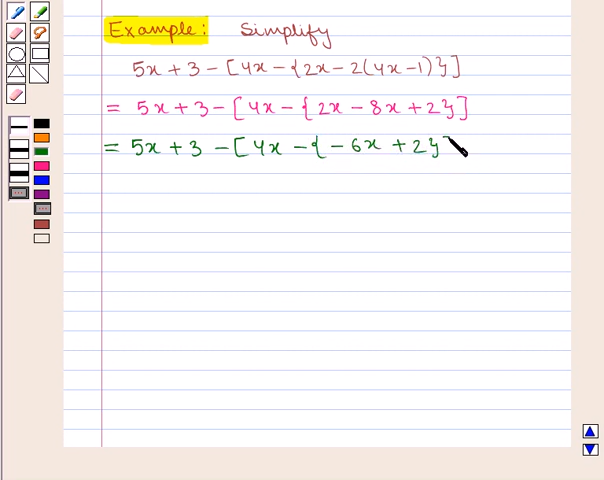 Example: Simplify
5x + 3 - [4x - {2x - 2(4x - 1)}]
= 5x + 3 - [4x - {2x - 8x + 2}]
= 5x + 3 - [4x - {-6x + 2}]